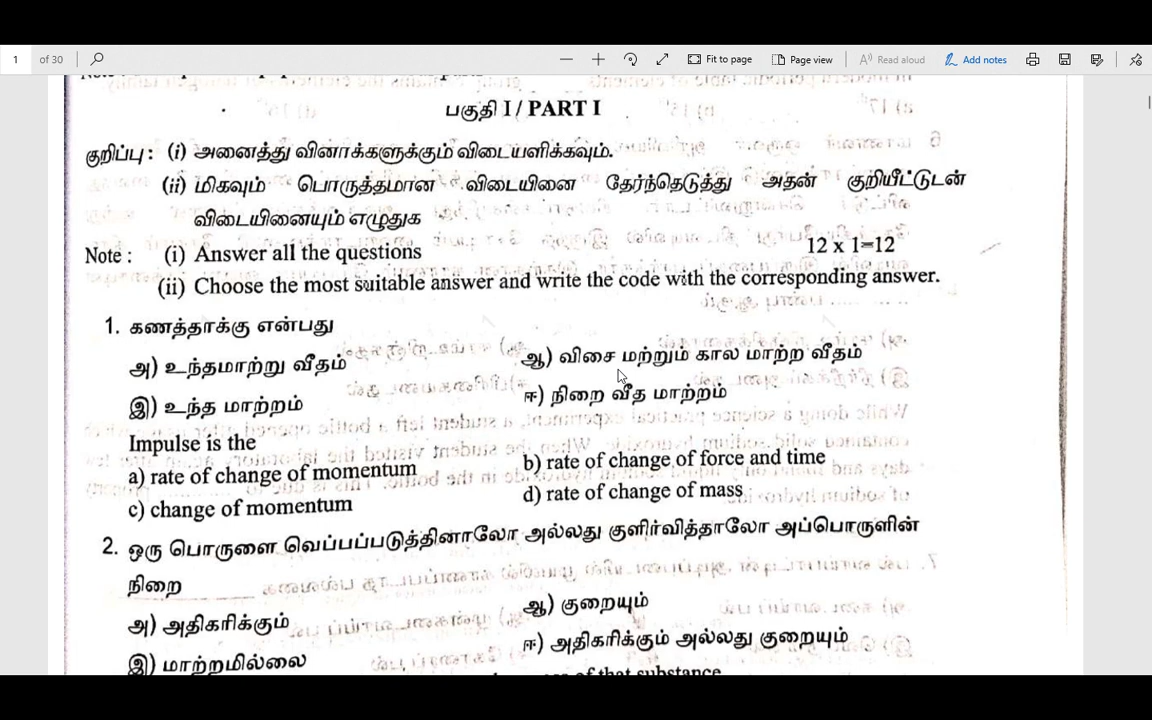 1 of 30 Fit to page Page view Read aloud Add notes
பகுதி I / PART I
குறிப்பு : (i) அனைத்து வினாக்களுக்கும் விடையளிக்கவும்.
(ii) மிகவும் பொருத்தமான விடையினை தேர்ந்தெடுத்து அதன் குறியீட்டுடன்
விடையினையும் எழுதுக
Note : (i) Answer all the questions 12 x 1=12
(ii) Choose the most suitable answer and write the code with the corresponding answer.
1. கணத்தாக்கு என்பது
அ) உந்தமாற்று வீதம் ஆ) விசை மற்றும் கால மாற்ற வீதம்
இ) உந்த மாற்றம் ஈ) நிறை வீத மாற்றம்
Impulse is the
a) rate of change of momentum b) rate of change of force and time
c) change of momentum d) rate of change of mass
2. ஒரு பொருளை வெப்பப்படுத்தினாலோ அல்லது குளிர்வித்தாலோ அப்பொருளின்
நிறை ______
அ) அதிகரிக்கும் ஆ) குறையும்
இ) மாற்றமில்லை ஈ) அதிகரிக்கும் அல்லது குறையும்
of that substance